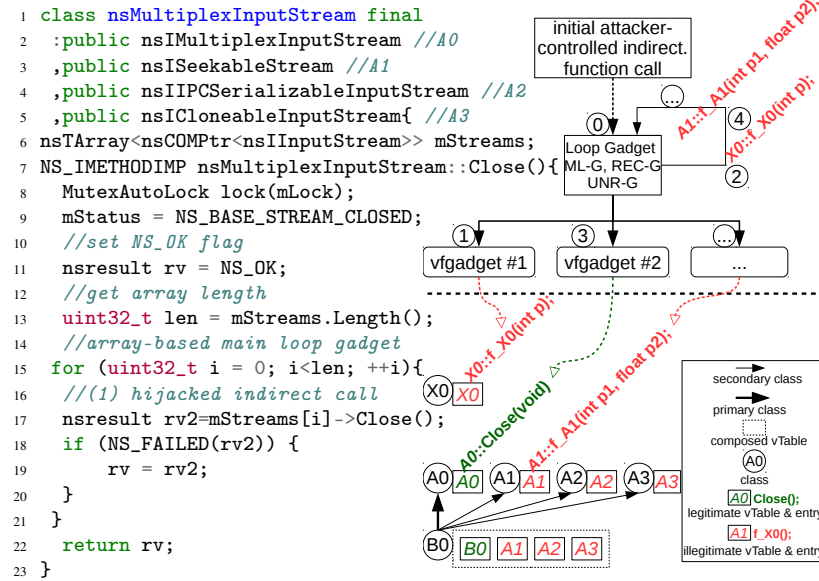 1 class nsMultiplexInputStream final
2 :public nsIMultiplexInputStream //A0
3 ,public nsISeekableStream //A1
4 ,public nsIIPCSerializableInputStream //A2
5 ,public nsICloneableInputStream{ //A3
6 nsTArray<nsCOMPtr<nsIInputStream>> mStreams;
7 NS_IMETHODIMP nsMultiplexInputStream::Close(){
8 MutexAutoLock lock(mLock);
9 mStatus = NS_BASE_STREAM_CLOSED;
10 //set NS_OK flag
11 nsresult rv = NS_OK;
12 //get array length
13 uint32_t len = mStreams.Length();
14 //array-based main loop gadget
15 for (uint32_t i = 0; i<len; ++i){
16 //(1) hijacked indirect call
17 nsresult rv2=mStreams[i]->Close();
18 if (NS_FAILED(rv2)) {
19 rv = rv2;
20 }
21 }
22 return rv;
23 }
initial attacker-
controlled indirect.
function call
...
0
4
Loop Gadget
ML-G, REC-G
UNR-G
2
A1::f_A1(int p1, float p2);
X0::f_X0(int p);
1
3
...
vfgadget #1
vfgadget #2
...
X0::f_X0(int p);
A0::Close(void)
A1::f_A1(int p1, float p2);
X0 X0
A0 A0 A1 A1 A2 A2 A3 A3
B0 B0 A1 A2 A3
secondary class
primary class
composed vTable
A0
class
A0 Close();
legitimate vTable & entry
A1 f_X0();
illegitimate vTable & entry